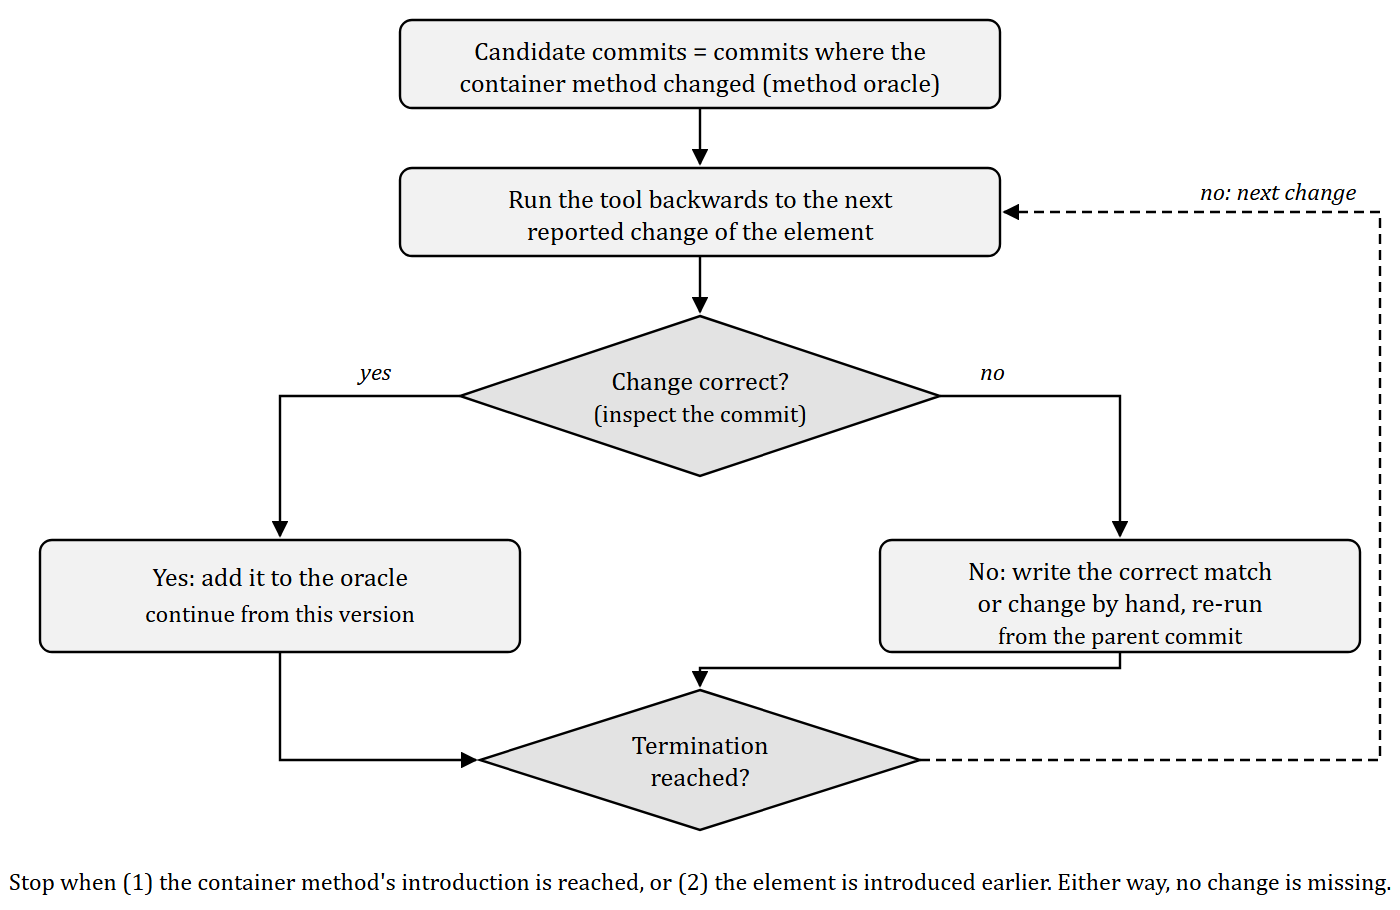 Candidate commits = commits where the
container method changed (method oracle)
Run the tool backwards to the next
reported change of the element
no: next change
Change correct?
(inspect the commit)
yes
no
Yes: add it to the oracle
continue from this version
No: write the correct match
or change by hand, re-run
from the parent commit
Termination
reached?
Stop when (1) the container method's introduction is reached, or (2) the element is introduced earlier. Either way, no change is missing.